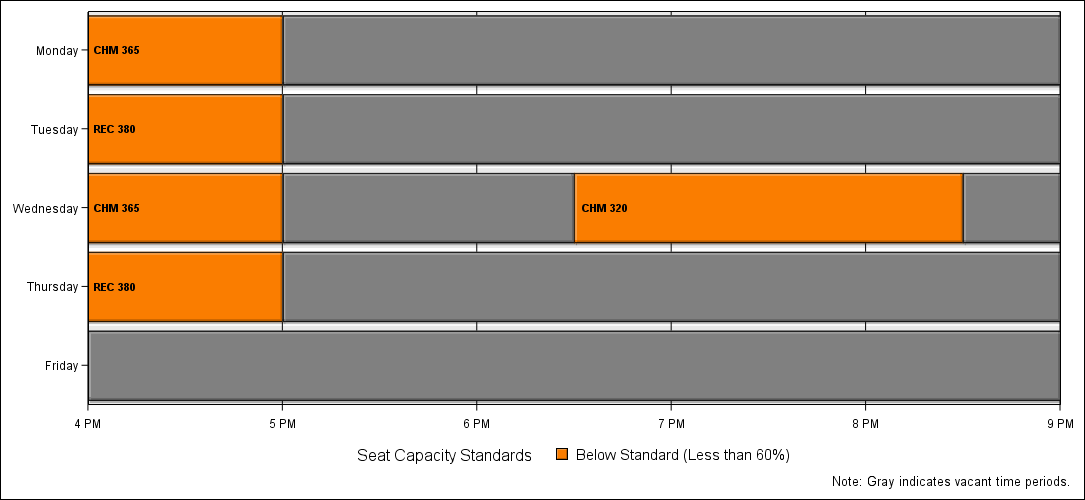 Monday CHM 365
Tuesday REC 380
Wednesday CHM 365 CHM 320
Thursday REC 380
Friday
4 PM 5 PM 6 PM 7 PM 8 PM 9 PM
Seat Capacity Standards Below Standard (Less than 60%)
Note: Gray indicates vacant time periods.